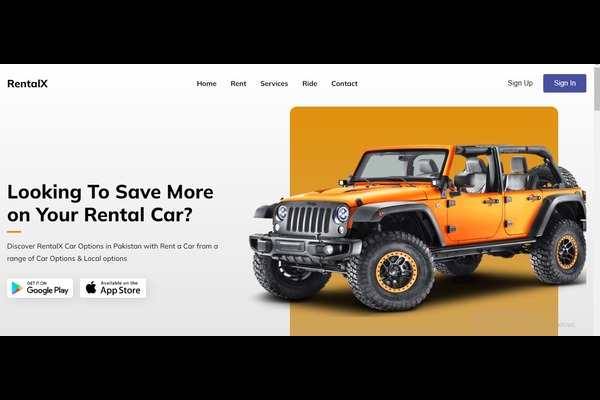 RentalX
Home Rent Services Ride Contact
Sign Up Sign In
Looking To Save More
on Your Rental Car?
Discover RentalX Car Options in Pakistan with Rent a Car from a
range of Car Options & Local options
GET IT ON
Google Play
Available on the
App Store